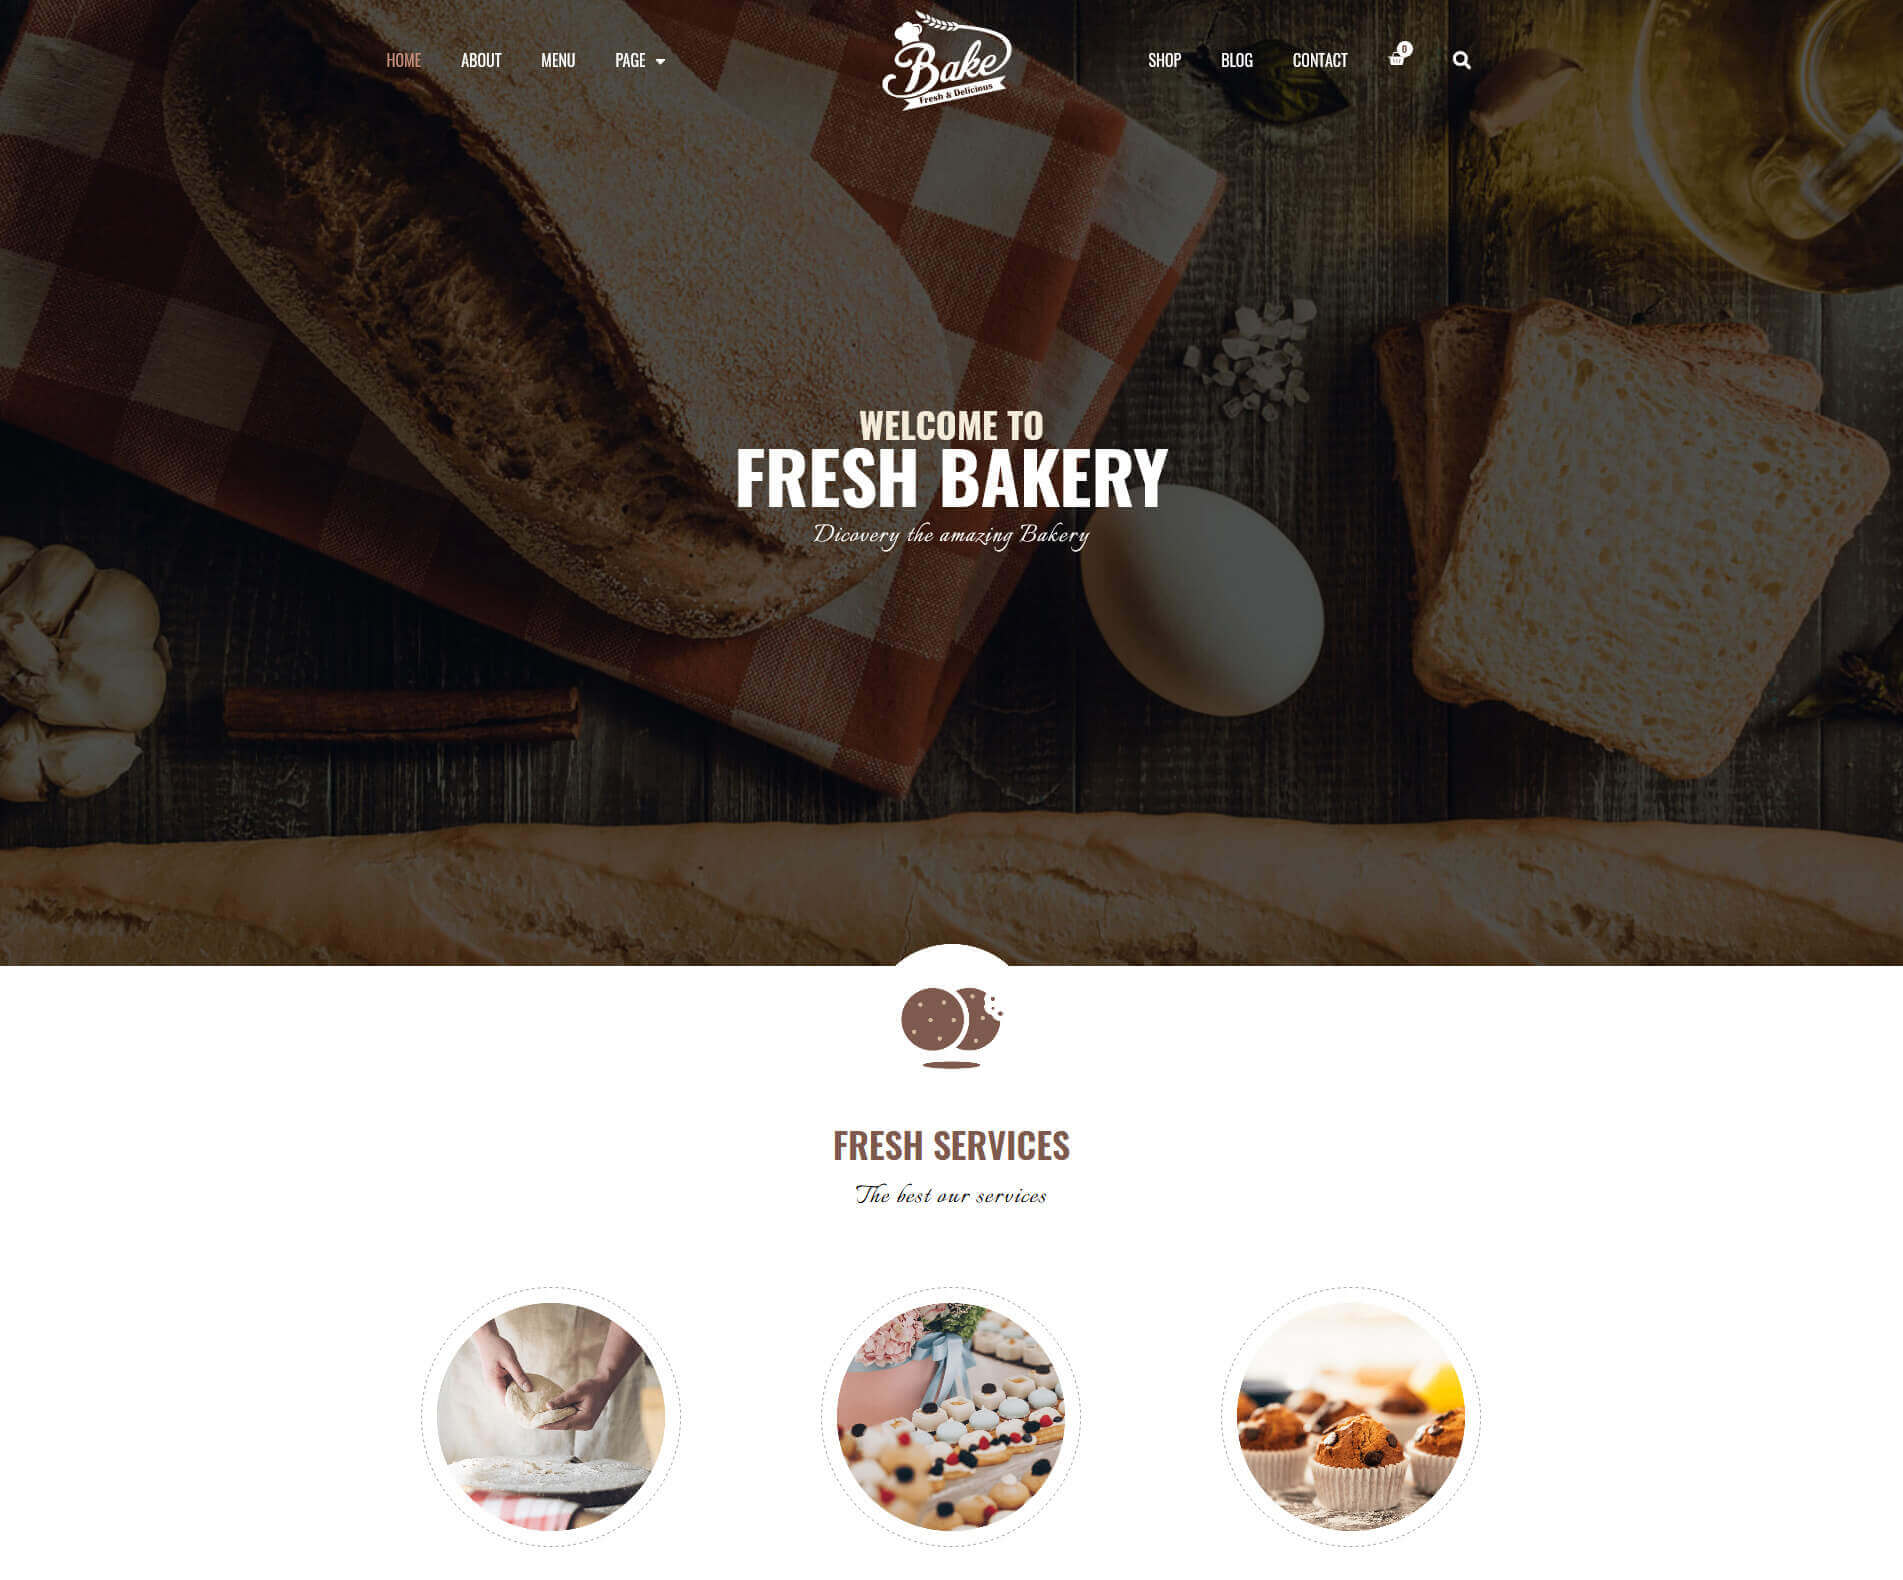 HOME ABOUT MENU PAGE
Bake
Fresh & Delicious
SHOP BLOG CONTACT 0
WELCOME TO
FRESH BAKERY
Dicovery the amazing Bakery
FRESH SERVICES
The best our services